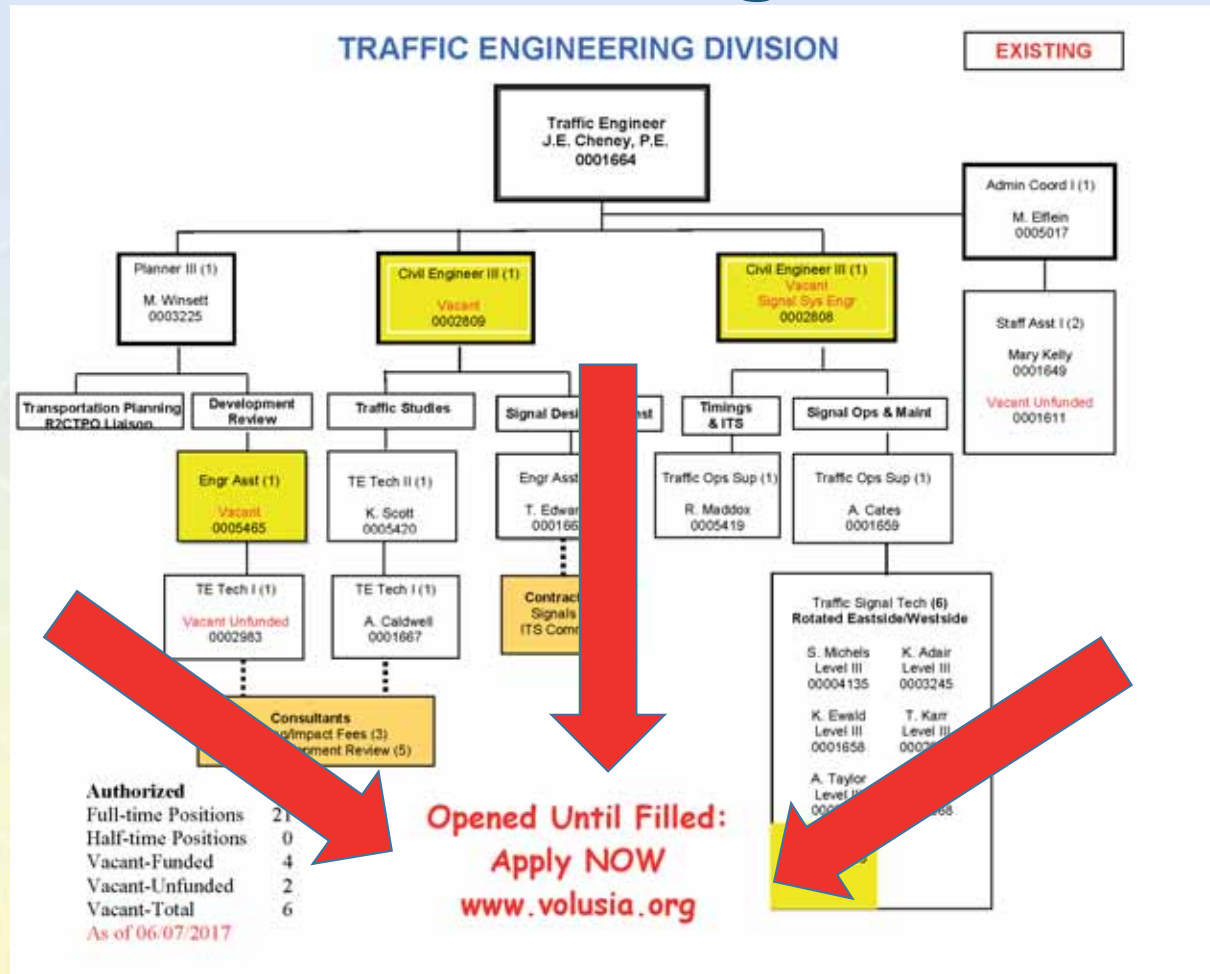 TRAFFIC ENGINEERING DIVISION
EXISTING
Traffic Engineer
J.E. Cheney, P.E.
0001664
Admin Coord I (1)
M. Elflein
0005017
Staff Asst I (2)
Mary Kelly
0001649
Vacant Unfunded
0001611
Planner III (1)
M. Winsett
0003225
Civil Engineer III (1)
Vacant
0002809
Civil Engineer III (1)
Vacant
Signal Sys Engr
0002808
Transportation Planning
R2CTPO Liaison
Development
Review
Traffic Studies
Signal
Timings
& ITS
Signal Ops & Maint
Engr Asst (1)
Vacant
0005465
TE Tech II (1)
K. Scott
0005420
Engr Asst
T.
Traffic Ops Sup (1)
R. Maddox
0005419
Traffic Ops Sup (1)
A. Cates
0001659
TE Tech I (1)
Vacant Unfunded
0002983
TE Tech I (1)
A. Caldwell
0001667
Signals
ITS
Traffic Signal Tech (6)
Rotated Eastside/Westside
S. Michels
Level III
00004135
K. Adair
Level III
0003245
K. Ewald
Level III
0001658
T. Karr
Level III
A. Taylor
Level
Consultants
Fees (3)
Review (5)
Authorized
Full-time Positions 21
Half-time Positions 0
Vacant-Funded 4
Vacant-Unfunded 2
Vacant-Total 6
As of 06/07/2017
Opened Until Filled:
Apply NOW
www.volusia.org